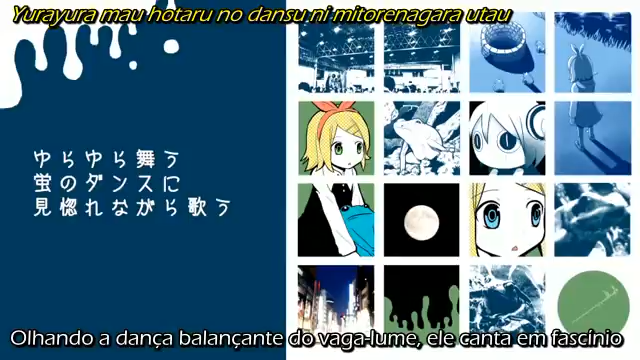 Yurayura mau hotaru no dansu ni mitorenagara utau
ゆらゆら舞う
蛍のダンスに
見惚れながら歌う
Olhando a dança balançante do vaga-lume, ele canta em fascínio